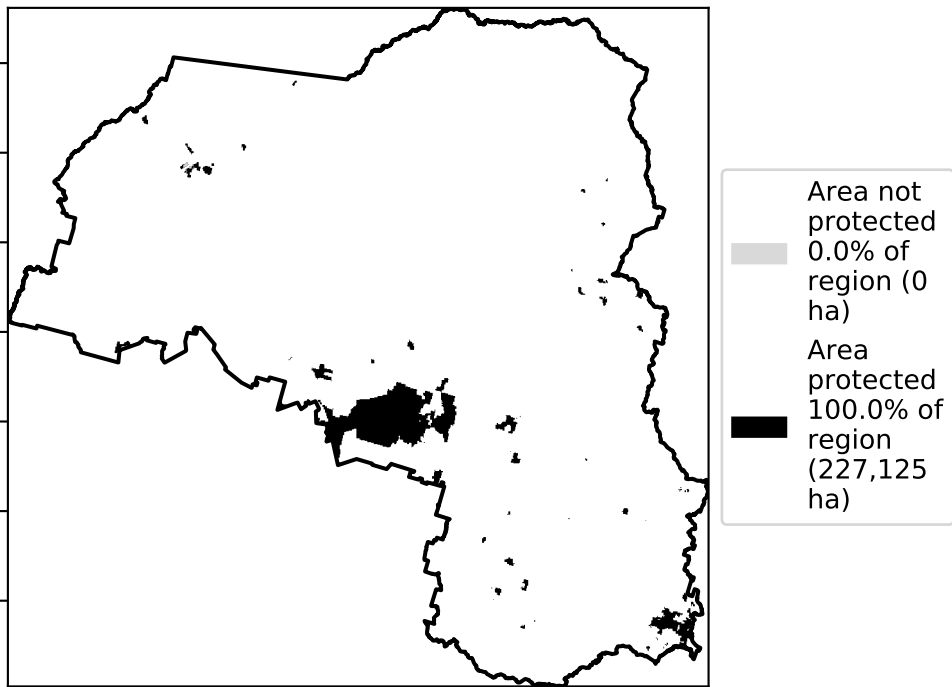 Area not
protected
0.0% of
region (0
ha)
Area
protected
100.0% of
region
(227,125
ha)